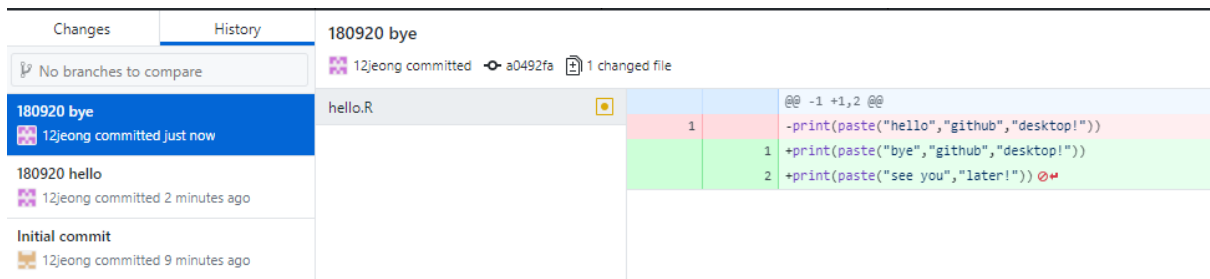 Changes
History
No branches to compare
180920 bye
12jeong committed just now
180920 hello
12jeong committed 2 minutes ago
Initial commit
12jeong committed 9 minutes ago
180920 bye
12jeong committed a0492fa 1 changed file
hello.R
@@ -1 +1,2 @@
1 -print(paste("hello","github","desktop!"))
1 +print(paste("bye","github","desktop!"))
2 +print(paste("see you","later!"))